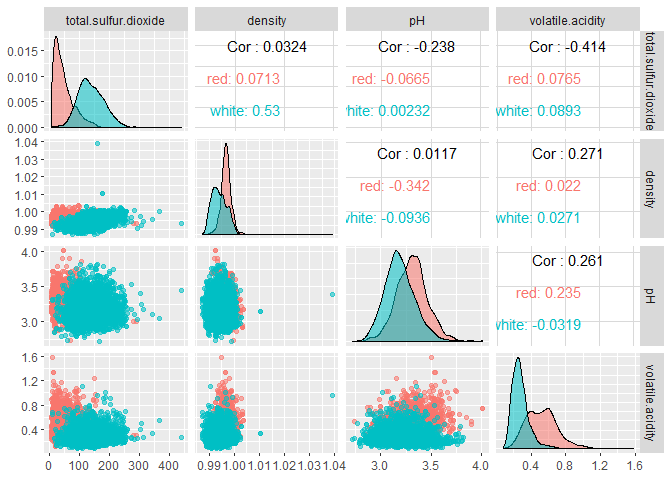 total.sulfur.dioxide density pH volatile.acidity
0.015
0.010
0.005
0.000
Cor : 0.0324
red: 0.0713
white: 0.53
Cor : -0.238
red: -0.0665
white: 0.00232
Cor : -0.414
red: 0.0765
white: 0.0893
total.sulfur.dioxide
1.04
1.03
1.02
1.01
1.00
0.99
Cor : 0.0117
red: -0.342
white: -0.0936
Cor : 0.271
red: 0.022
white: 0.0271
density
4.0
3.5
3.0
Cor : 0.261
red: 0.235
white: -0.0319
pH
1.6
1.2
0.8
0.4
volatile.acidity
0 100 200 300 400
0.99 1.00 1.01 1.02 1.03 1.04
3.0 3.5 4.0
0.4 0.8 1.2 1.6